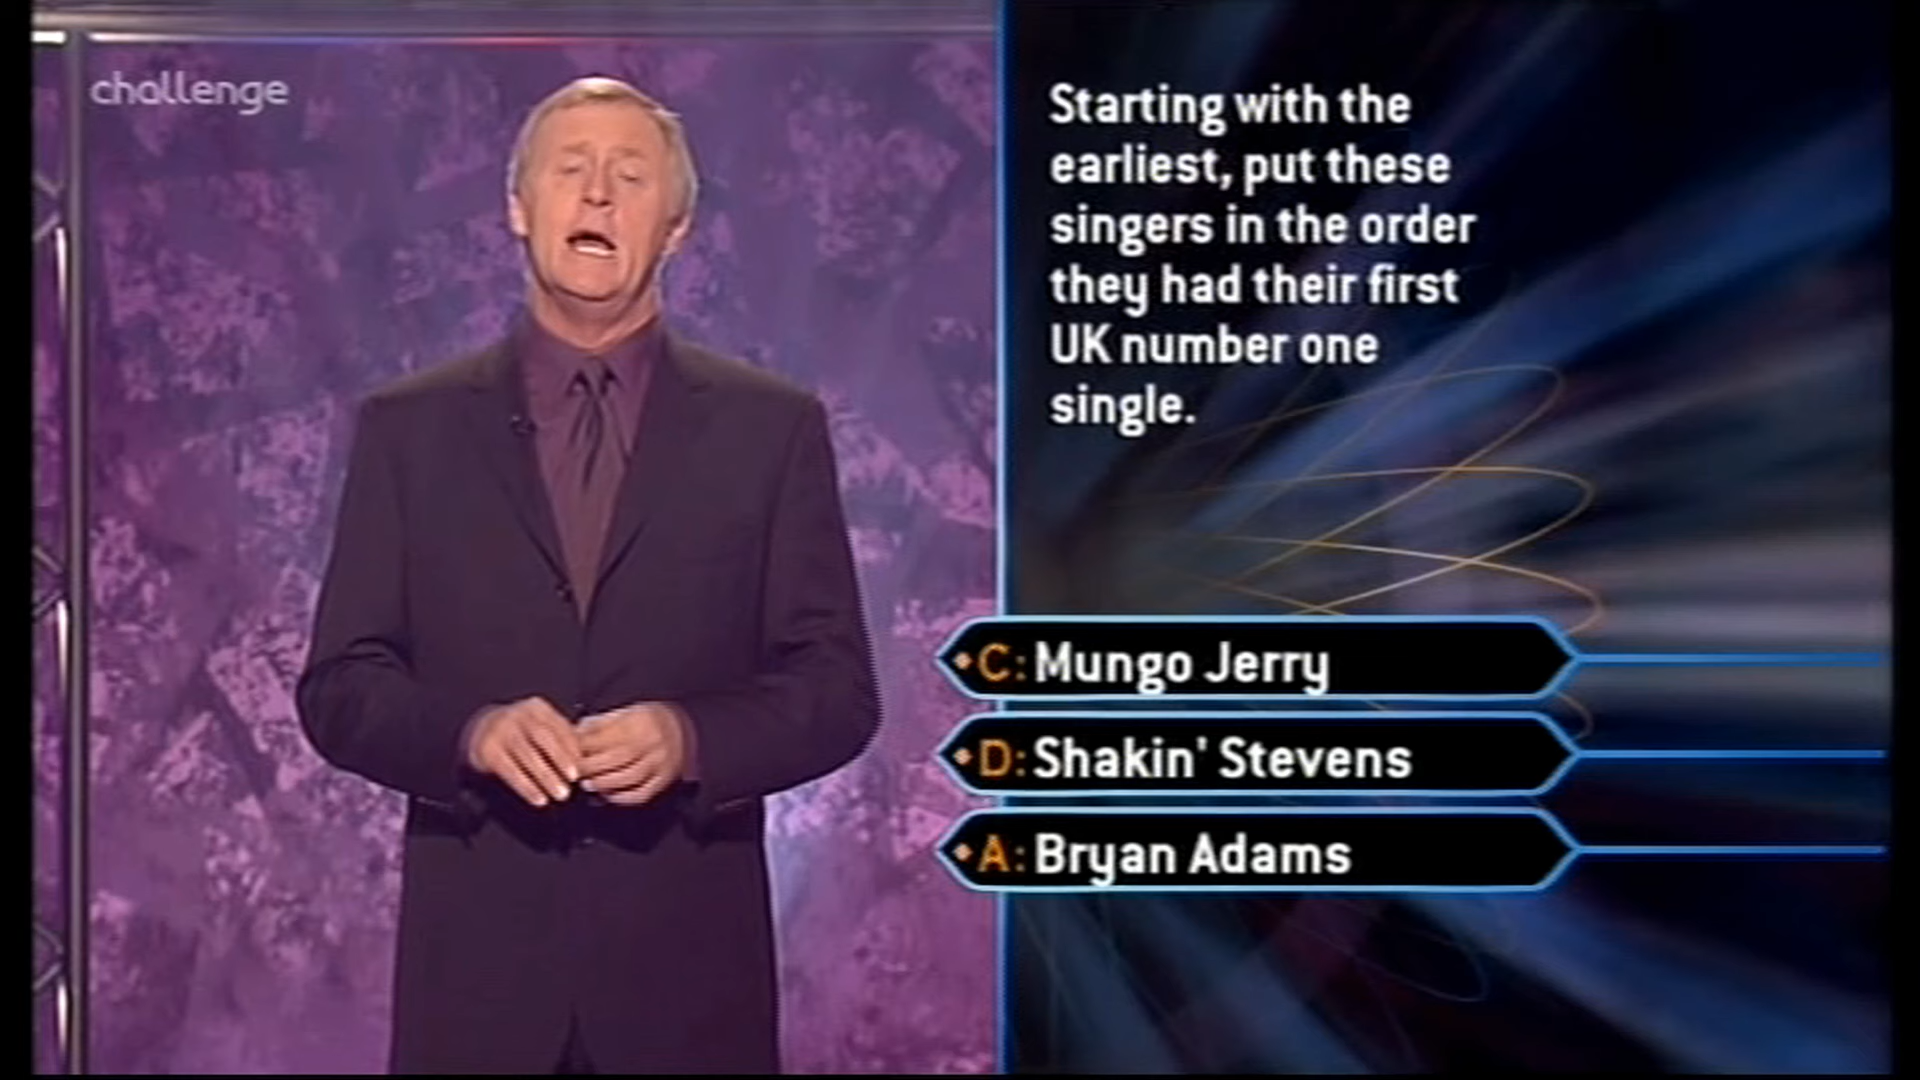 challenge
Starting with the
earliest, put these
singers in the order
they had their first
UK number one
single.
C: Mungo Jerry
D: Shakin' Stevens
A: Bryan Adams